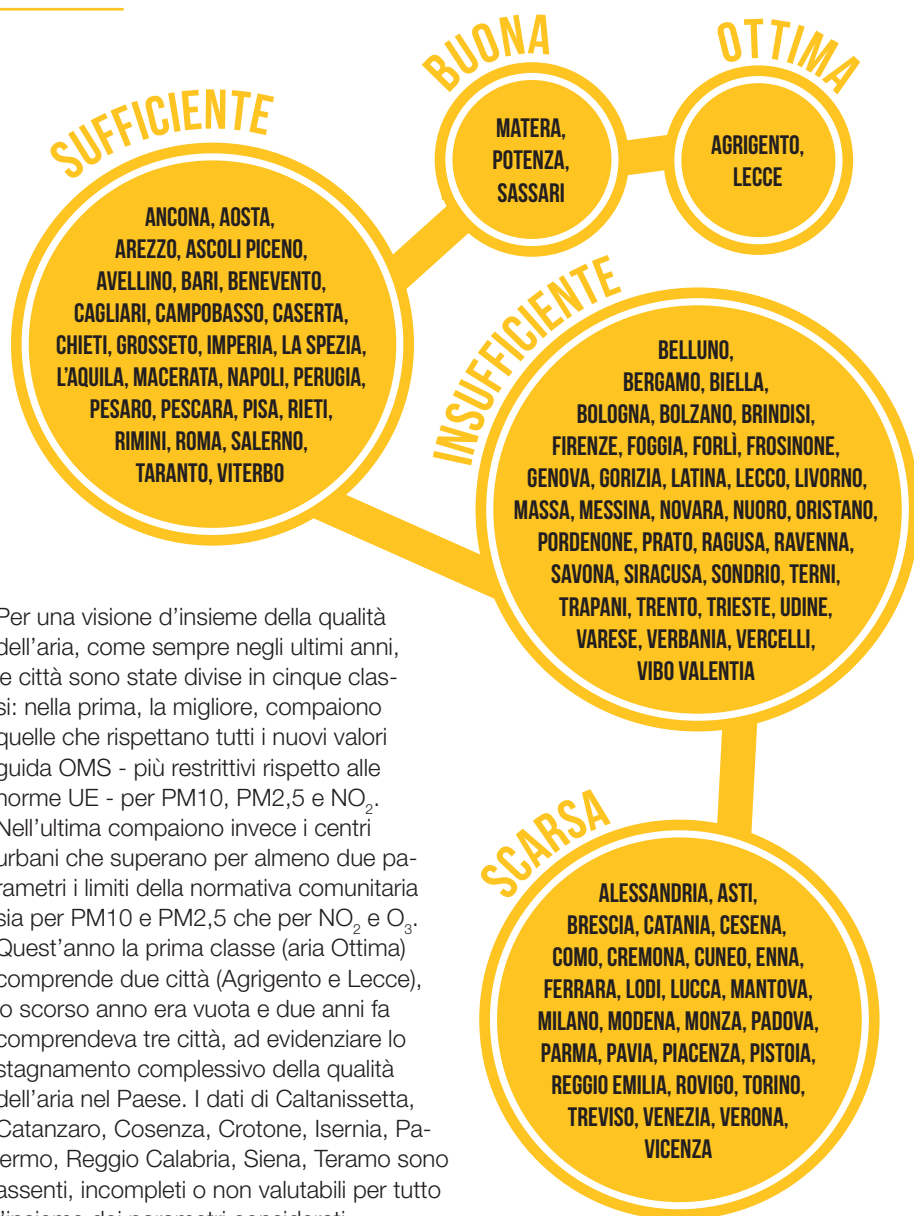 SUFFICIENTE
ANCONA, AOSTA,
AREZZO, ASCOLI PICENO,
AVELLINO, BARI, BENEVENTO,
CAGLIARI, CAMPOBASSO, CASERTA,
CHIETI, GROSSETO, IMPERIA, LA SPEZIA,
L'AQUILA, MACERATA, NAPOLI, PERUGIA,
PESARO, PESCARA, PISA, RIETI,
RIMINI, ROMA, SALERNO,
TARANTO, VITERBO
BUONA
MATERA,
POTENZA,
SASSARI
OTTIMA
AGRIGENTO,
LECCE
INSUFFICIENTE
BELLUNO,
BERGAMO, BIELLA,
BOLOGNA, BOLZANO, BRINDISI,
FIRENZE, FOGGIA, FORLÌ, FROSINONE,
GENOVA, GORIZIA, LATINA, LECCO, LIVORNO,
MASSA, MESSINA, NOVARA, NUORO, ORISTANO,
PORDENONE, PRATO, RAGUSA, RAVENNA,
SAVONA, SIRACUSA, SONDRIO, TERNI,
TRAPANI, TRENTO, TRIESTE, UDINE,
VARESE, VERBANIA, VERCELLI,
VIBO VALENTIA
SCARSA
ALESSANDRIA, ASTI,
BRESCIA, CATANIA, CESENA,
COMO, CREMONA, CUNEO, ENNA,
FERRARA, LODI, LUCCA, MANTOVA,
MILANO, MODENA, MONZA, PADOVA,
PARMA, PAVIA, PIACENZA, PISTOIA,
REGGIO EMILIA, ROVIGO, TORINO,
TREVISO, VENEZIA, VERONA,
VICENZA
Per una visione d'insieme della qualità
dell'aria, come sempre negli ultimi anni,
e città sono state divise in cinque clas-
si: nella prima, la migliore, compaiono
quelle che rispettano tutti i nuovi valori
guida OMS - più restrittivi rispetto alle
norme UE - per PM10, PM2,5 e NO₂.
Nell'ultima compaiono invece i centri
urbani che superano per almeno due pa-
rametri i limiti della normativa comunitaria
sia per PM10 e PM2,5 che per NO₂ e O₃.
Quest'anno la prima classe (aria Ottima)
comprende due città (Agrigento e Lecce),
o scorso anno era vuota e due anni fa
comprendeva tre città, ad evidenziare lo
stagnamento complessivo della qualità
dell'aria nel Paese. I dati di Caltanissetta,
Catanzaro, Cosenza, Crotone, Isernia, Pa-
ermo, Reggio Calabria, Siena, Teramo sono
assenti, incompleti o non valutabili per tutto
l'insieme dei parametri considerati